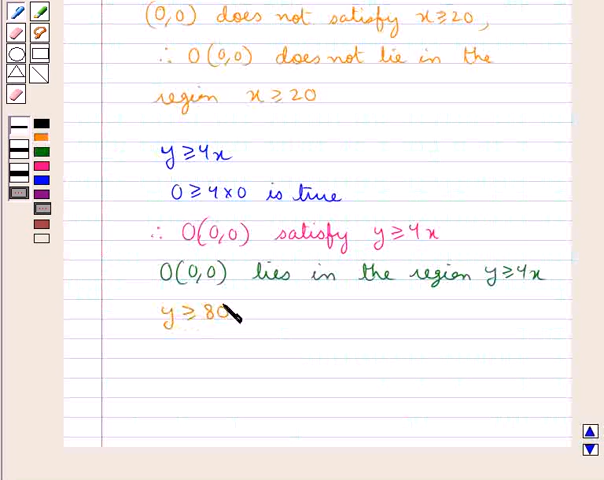 (0,0) does not satisfy x≥20,
∴ O(0,0) does not lie in the
region x≥20
y≥4x
0≥4×0 is true
∴ O(0,0) satisfy y≥4x
O(0,0) lies in the region y≥4x
y≥80